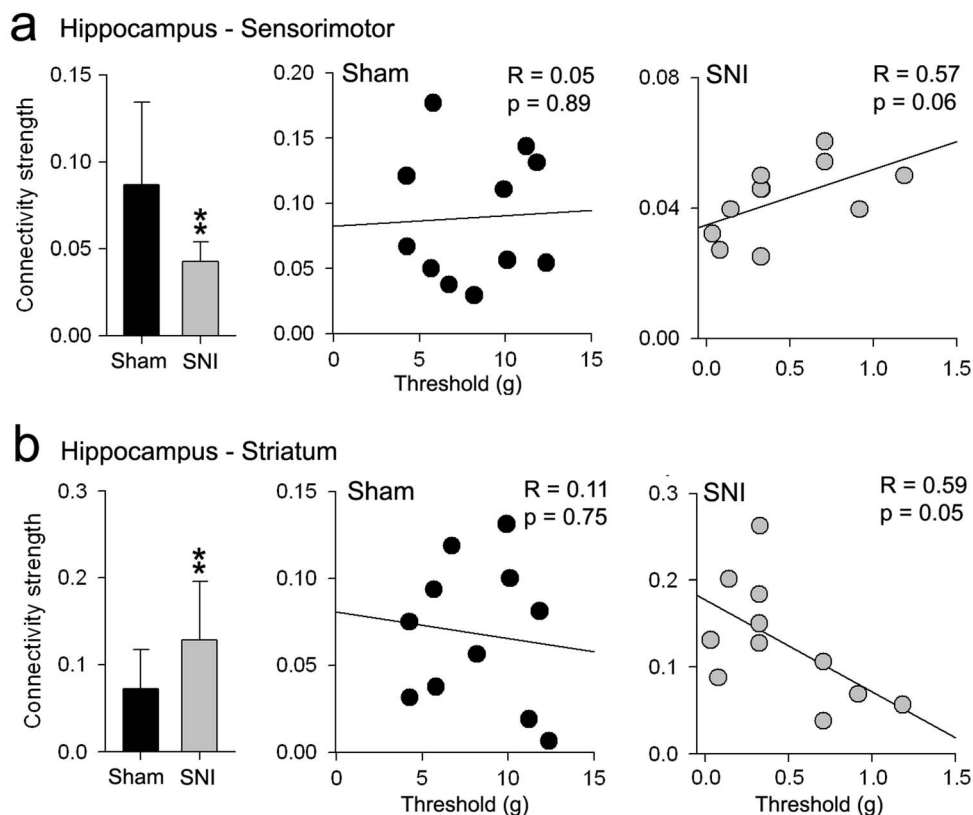 a Hippocampus - Sensorimotor
Connectivity strength
0.15
0.10
0.05
0.00
Sham SNI
**
Sham
R = 0.05
p = 0.89
0.20
0.15
0.10
0.05
0.00
0 5 10 15
Threshold (g)
SNI
R = 0.57
p = 0.06
0.08
0.04
0.00
0.0 0.5 1.0 1.5
b Hippocampus - Striatum
Connectivity strength
0.3
0.2
0.1
0.0
Sham SNI
**
Sham
R = 0.11
p = 0.75
0.15
0.10
0.05
0.00
0 5 10 15
Threshold (g)
SNI
R = 0.59
p = 0.05
0.3
0.2
0.1
0.0
0.0 0.5 1.0 1.5
Threshold (g)